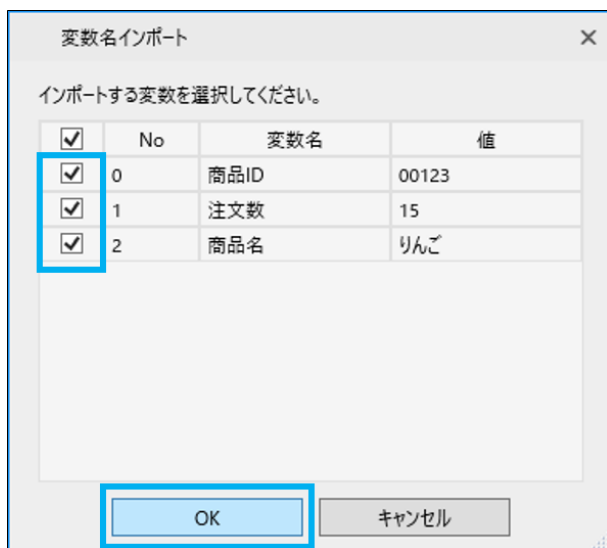 変数名インポート
インポートする変数を選択してください。
No 変数名 値
0 商品ID 00123
1 注文数 15
2 商品名 りんご
OK キャンセル